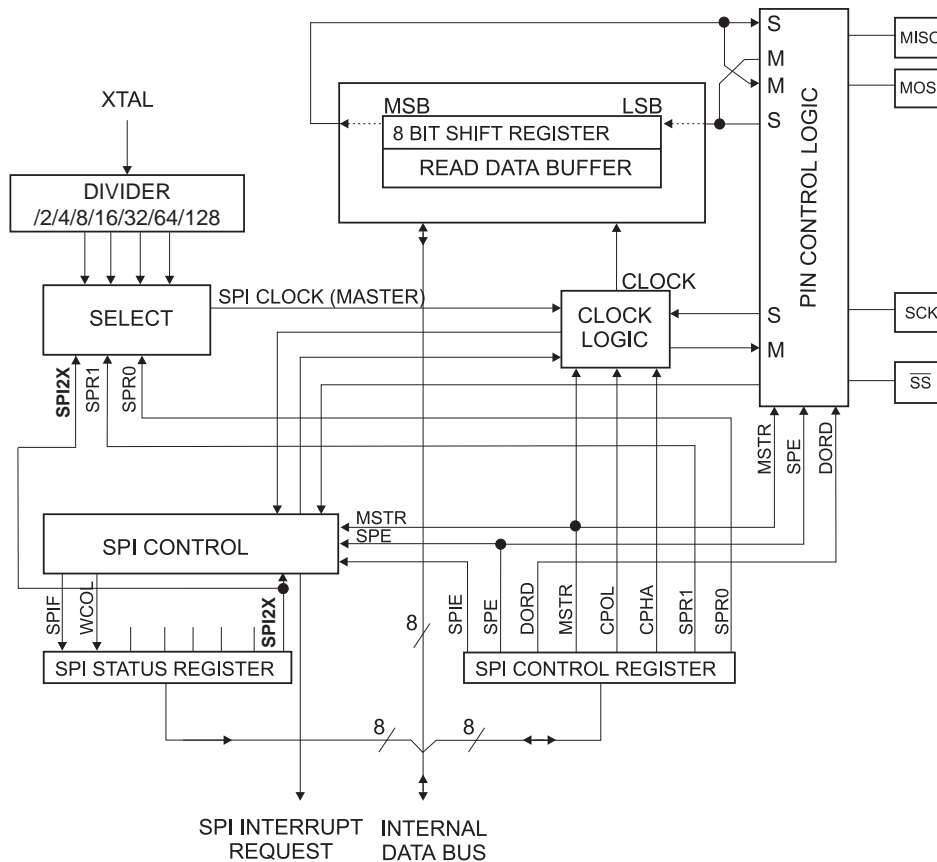 S
MISO
M
MOSI
XTAL
MSB
LSB
M
8 BIT SHIFT REGISTER
S
READ DATA BUFFER
DIVIDER
/2/4/8/16/32/64/128
PIN CONTROL LOGIC
CLOCK
SPI CLOCK (MASTER)
SELECT
CLOCK
LOGIC
S
SCK
M
SS
SPI2X
SPR1
SPR0
MSTR
SPE
DORD
MSTR
SPE
SPI CONTROL
SPIF
WCOL
SPI2X
8
SPIE
SPE
DORD
MSTR
CPOL
CPHA
SPR1
SPR0
SPI STATUS REGISTER
SPI CONTROL REGISTER
8
8
SPI INTERRUPT
REQUEST
INTERNAL
DATA BUS